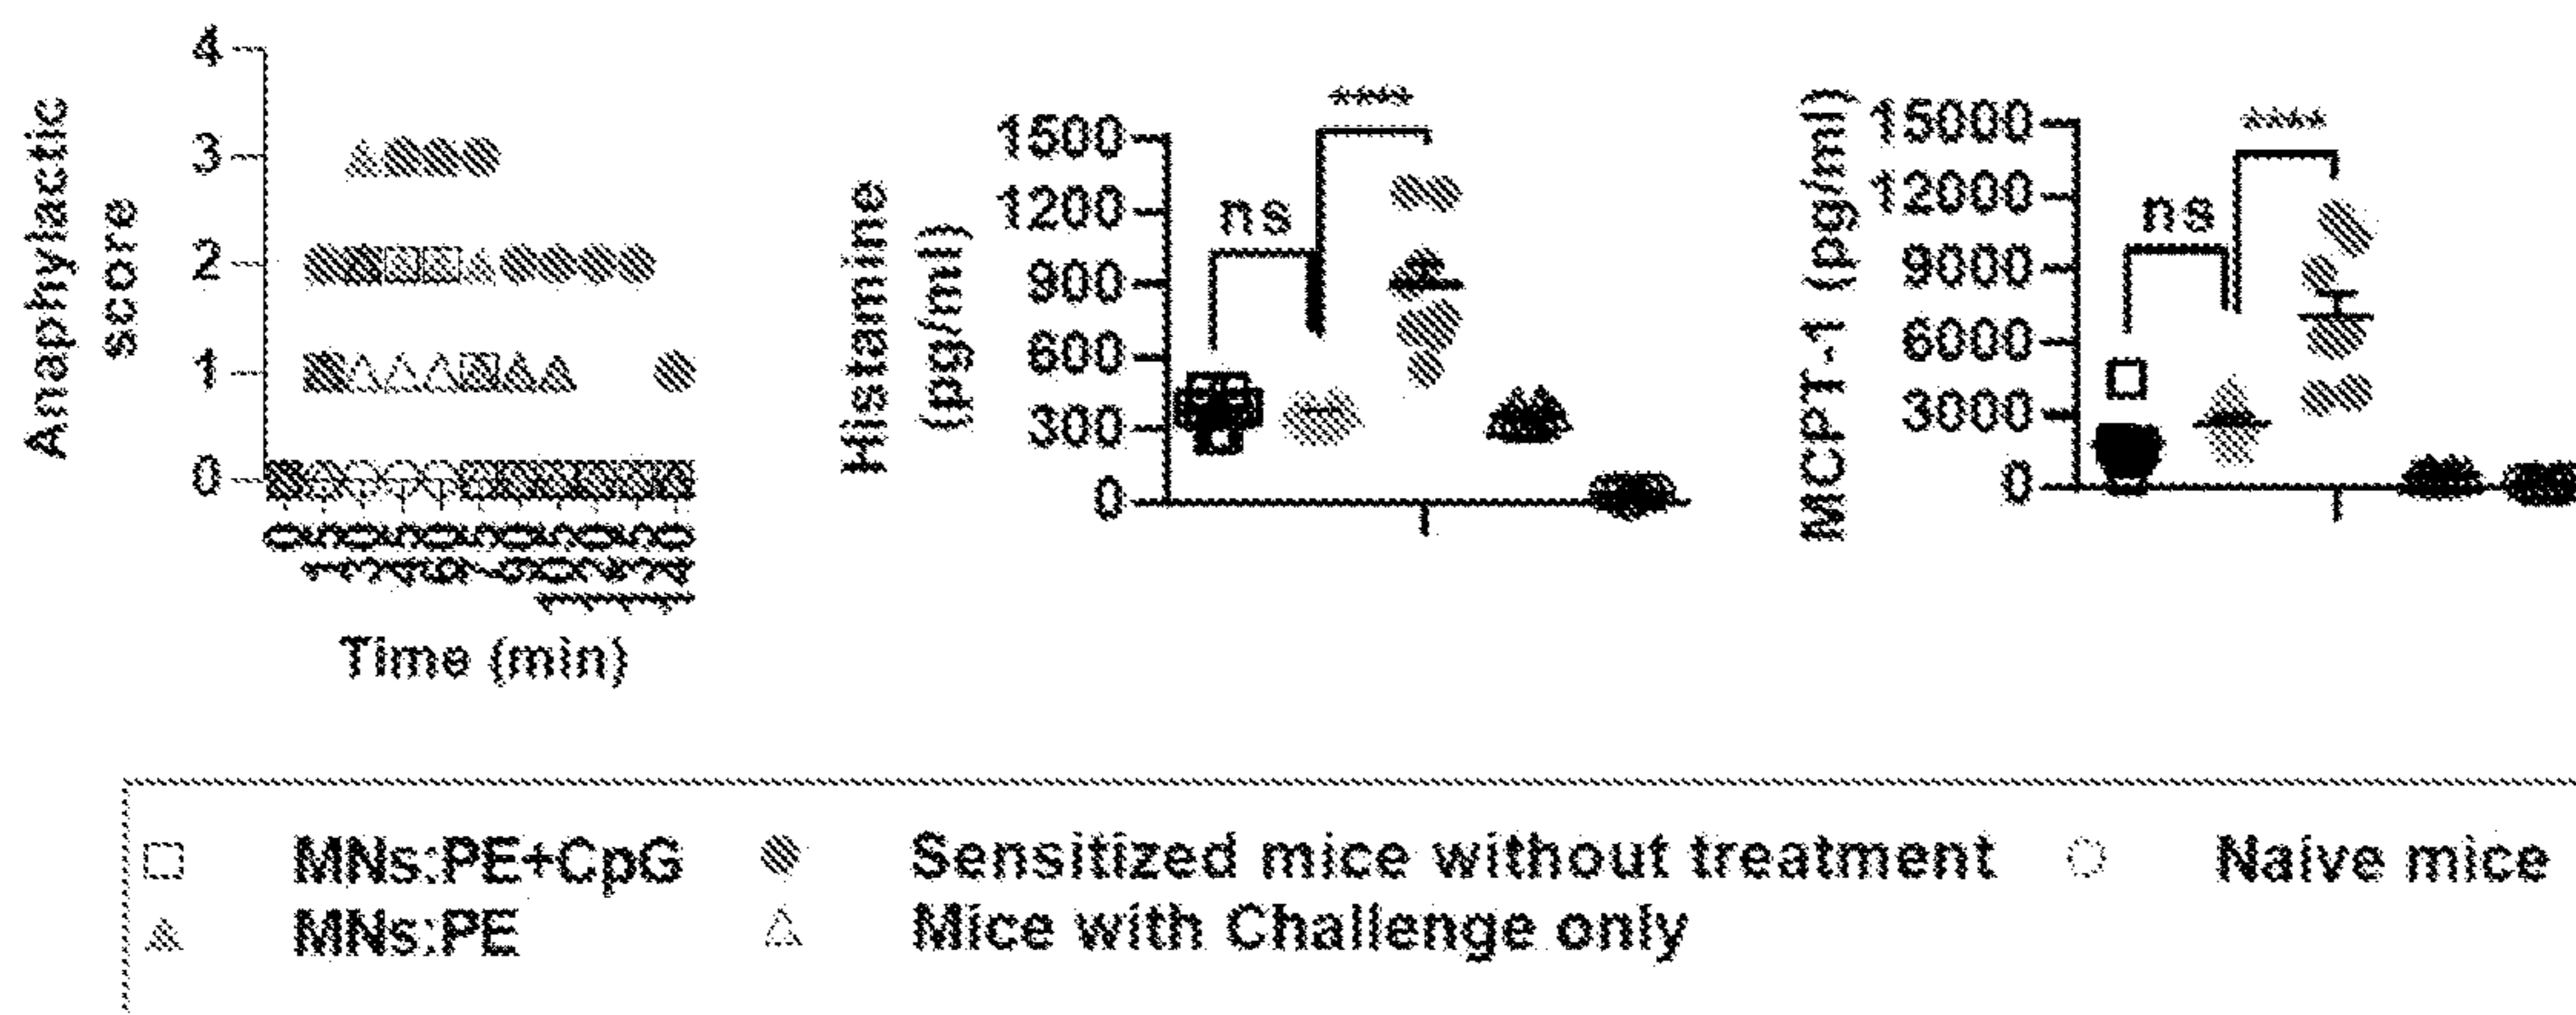 Anaphylactic
score
4
3
2
1
0
Time (min)
Histamine
(pg/ml)
1500
1200
900
600
300
0
ns
****
MCPT-1 (pg/ml)
15000
12000
9000
6000
3000
0
ns
****
MNs:PE+CpG
Sensitized mice without treatment
Naive mice
MNs:PE
Mice with Challenge only